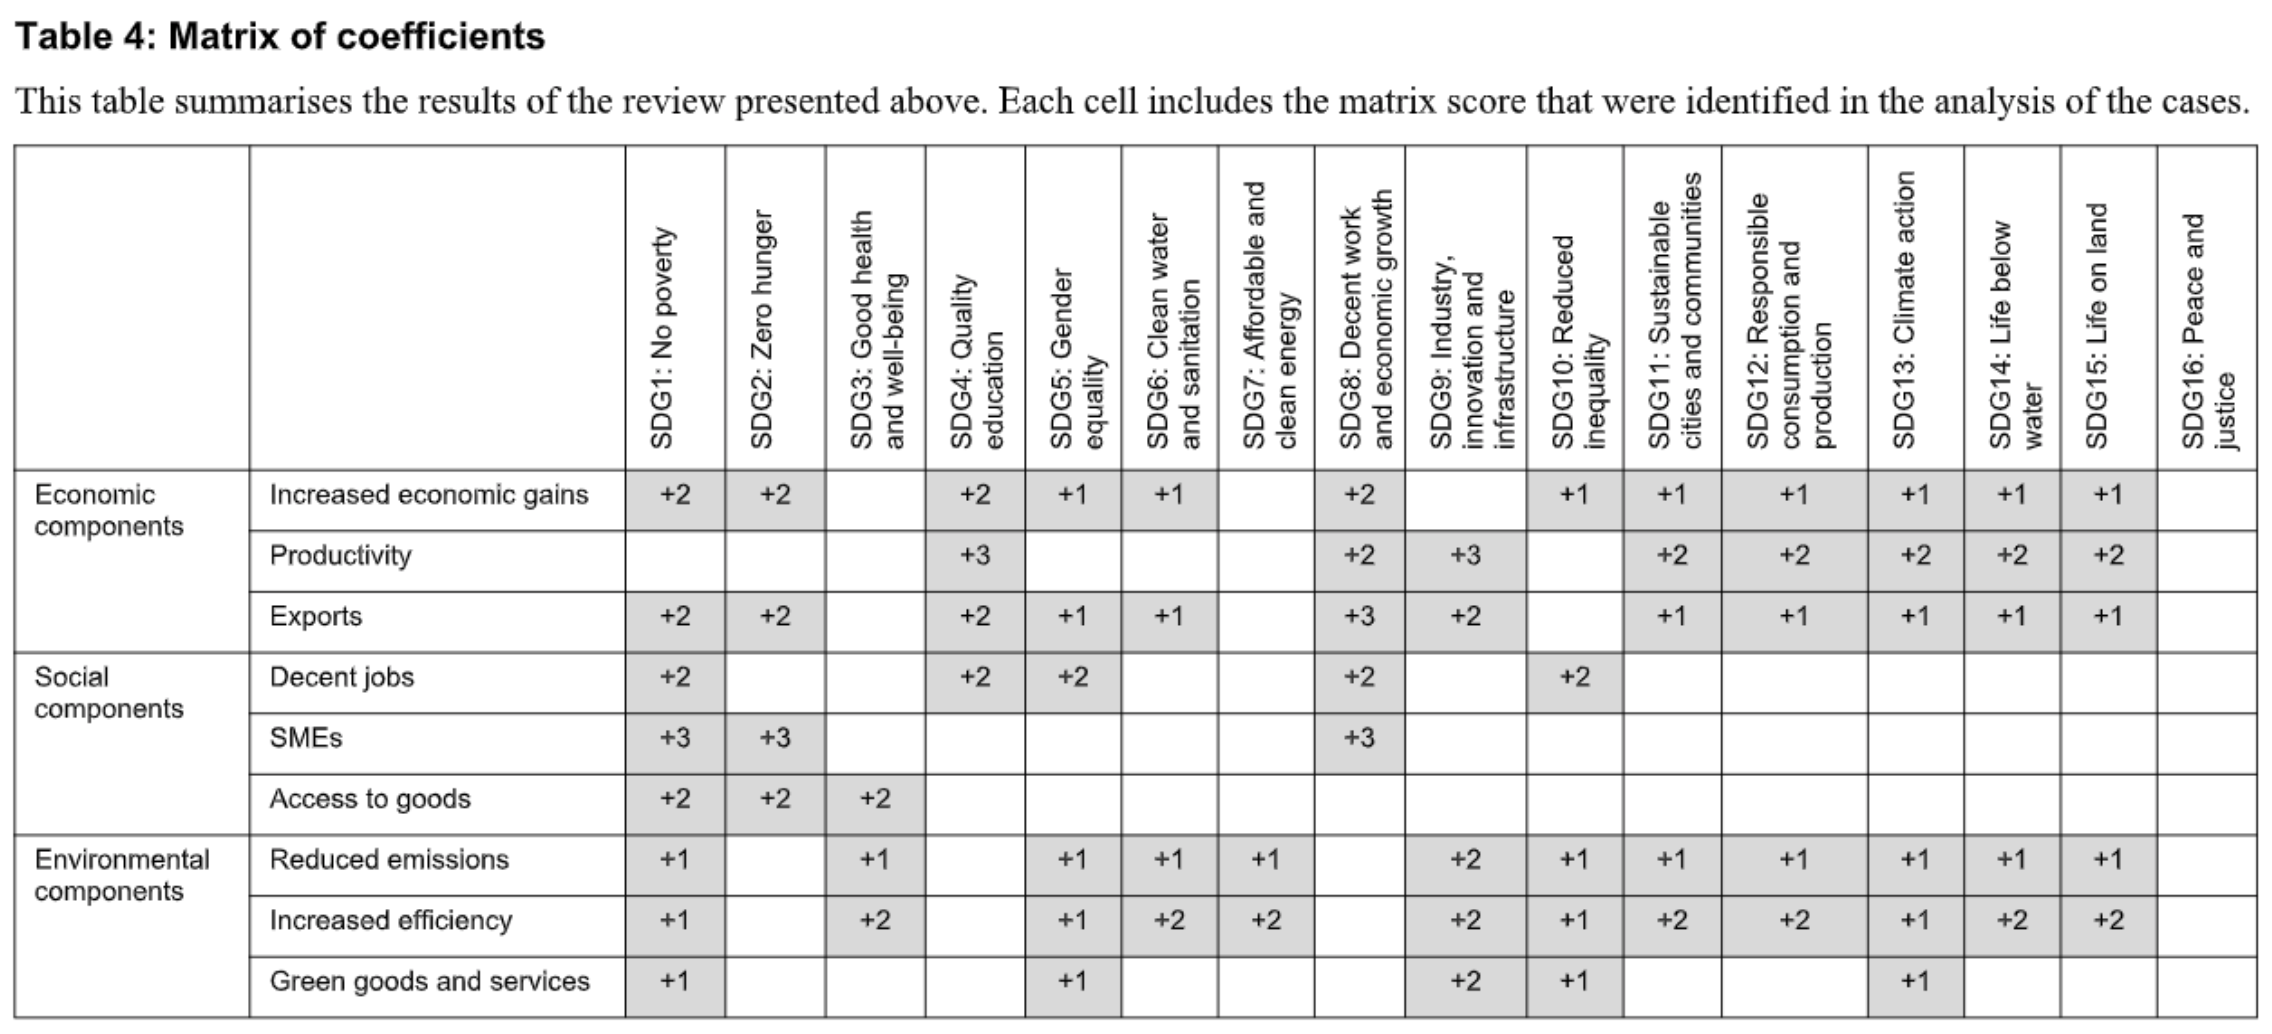 Table 4: Matrix of coefficients
This table summarises the results of the review presented above. Each cell includes the matrix score that were identified in the analysis of the cases.
SDG1: No poverty
SDG2: Zero hunger
SDG3: Good health
and well-being
SDG4: Quality
education
SDG5: Gender
equality
SDG6: Clean water
and sanitation
SDG7: Affordable and
clean energy
SDG8: Decent work
and economic growth
SDG9: Industry,
innovation and
infrastructure
SDG10: Reduced
inequality
SDG11: Sustainable
cities and communities
SDG12: Responsible
consumption and
production
SDG13: Climate action
SDG14: Life below
water
SDG15: Life on land
SDG16: Peace and
justice
Economic
components
Increased economic gains +2 +2 +2 +1 +1 +2 +1 +1 +1 +1 +1 +1
Productivity +3 +2 +3 +2 +2 +2 +2 +2
Exports +2 +2 +2 +1 +1 +3 +2 +1 +1 +1 +1 +1
Social
components
Decent jobs +2 +2 +2 +2 +2
SMEs +3 +3 +3
Access to goods +2 +2 +2
Environmental
components
Reduced emissions +1 +1 +1 +1 +1 +2 +1 +1 +1 +1 +1 +1
Increased efficiency +1 +2 +1 +2 +2 +2 +1 +2 +2 +1 +2 +2
Green goods and services +1 +1 +2 +1 +1